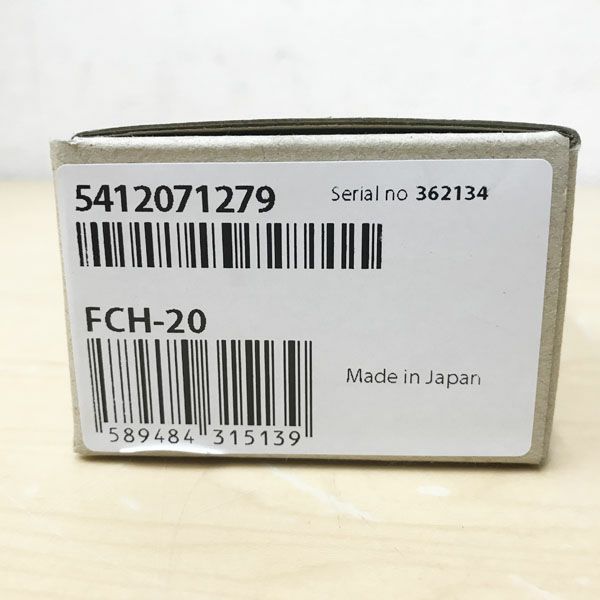 5412071279 Serial no 362134
FCH-20
Made in Japan
589484 315139